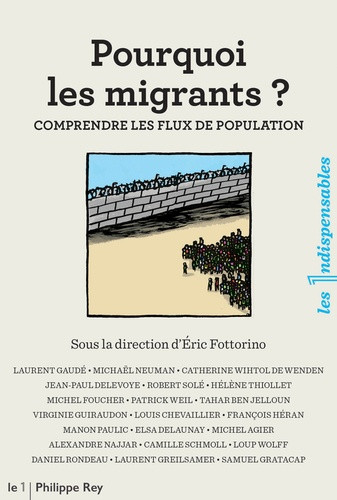 Pourquoi
les migrants ?
COMPRENDRE LES FLUX DE POPULATION
les 1ndispensables
Sous la direction d'Éric Fottorino
LAURENT GAUDÉ • MICHAËL NEUMAN • CATHERINE WIHTOL DE WENDEN
JEAN-PAUL DELEVOYE • ROBERT SOLÉ • HÉLÈNE THIOLLET
MICHEL FOUCHER • PATRICK WEIL • TAHAR BEN JELLOUN
VIRGINIE GUIRAUDON • LOUIS CHEVAILLIER • FRANÇOIS HÉRAN
MANON PAULIC • ELSA DELAUNAY • MICHEL AGIER
ALEXANDRE NAJJAR • CAMILLE SCHMOLL • LOUP WOLFF
DANIEL RONDEAU • LAURENT GREILSAMER • SAMUEL GRATACAP
le 1 | Philippe Rey